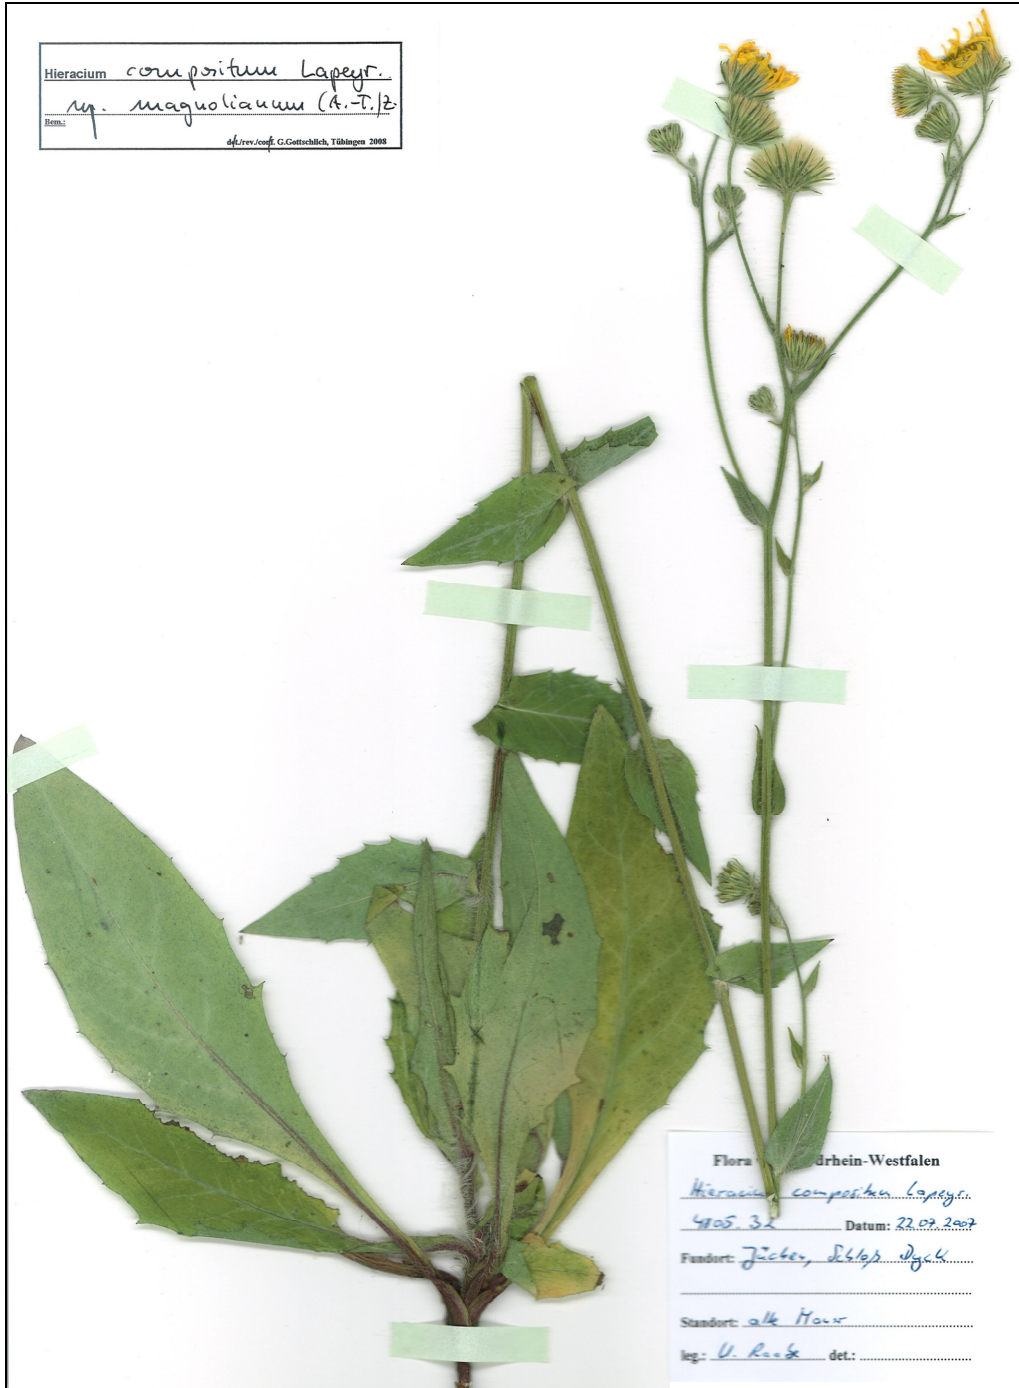 Hieracium compositum Lapeyr.
ssp. magnolianum (A.-T.) Z.
Bem.:
det./rev./conf. G.Gottschlich, Tübingen 2008
Flora drhein-Westfalen
Hieracium compositum Lapeyr.
4805.32 Datum: 22.07.2007
Fundort: Jüchen, Schloß Dyck
Standort: alte Mauer
leg.: U. Raabe det.: